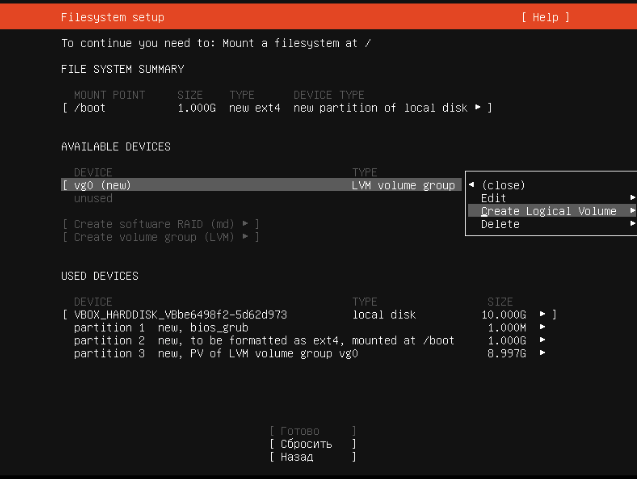 Filesystem setup [ Help ]
To continue you need to: Mount a filesystem at /
FILE SYSTEM SUMMARY
MOUNT POINT SIZE TYPE DEVICE TYPE
[ /boot 1.000G new ext4 new partition of local disk ▸ ]
AVAILABLE DEVICES
DEVICE TYPE
[ vg0 (new) LVM volume group ◂ (close)
unused Edit ▸
Create Logical Volume ▸
[ Create software RAID (md) ▸ ] Delete ▸
[ Create volume group (LVM) ▸ ]
USED DEVICES
DEVICE TYPE SIZE
[ VBOX_HARDDISK_VBbe6498f2-5d62d973 local disk 10.000G ▸ ]
partition 1 new, bios_grub 1.000M ▸
partition 2 new, to be formatted as ext4, mounted at /boot 1.000G ▸
partition 3 new, PV of LVM volume group vg0 8.997G ▸
[ Готово ]
[ Сбросить ]
[ Назад ]